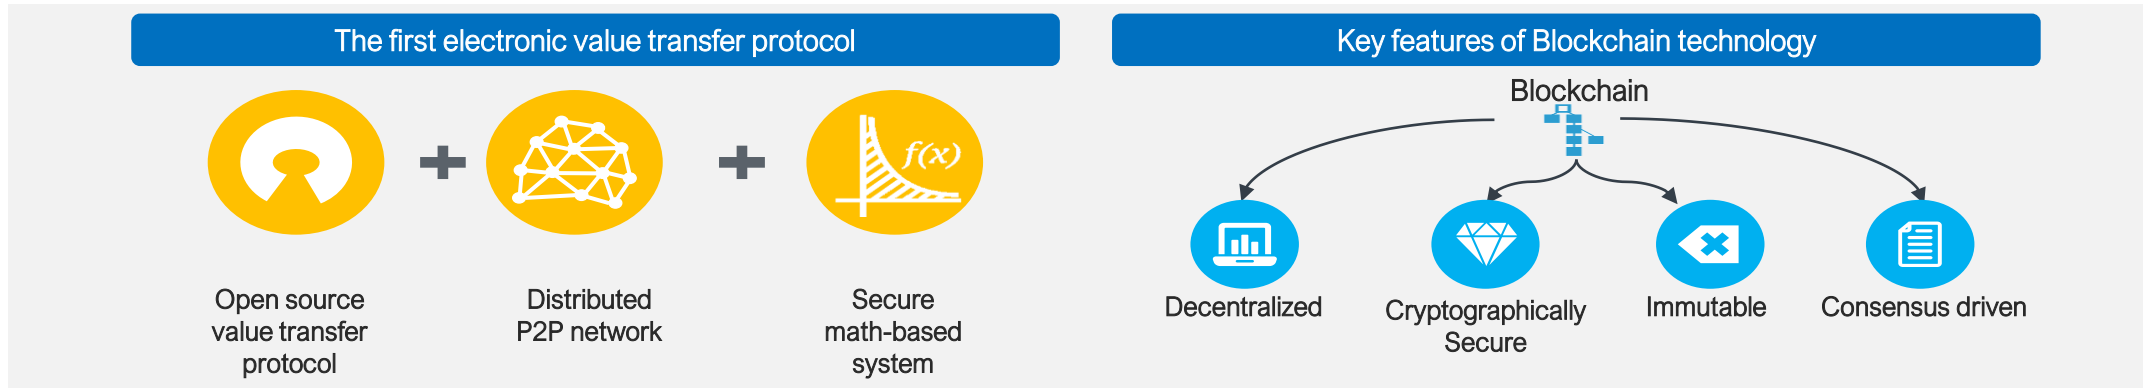 The first electronic value transfer protocol
f(x)
Open source
value transfer
protocol
Distributed
P2P network
Secure
math-based
system
Key features of Blockchain technology
Blockchain
Decentralized
Cryptographically
Secure
Immutable
Consensus driven